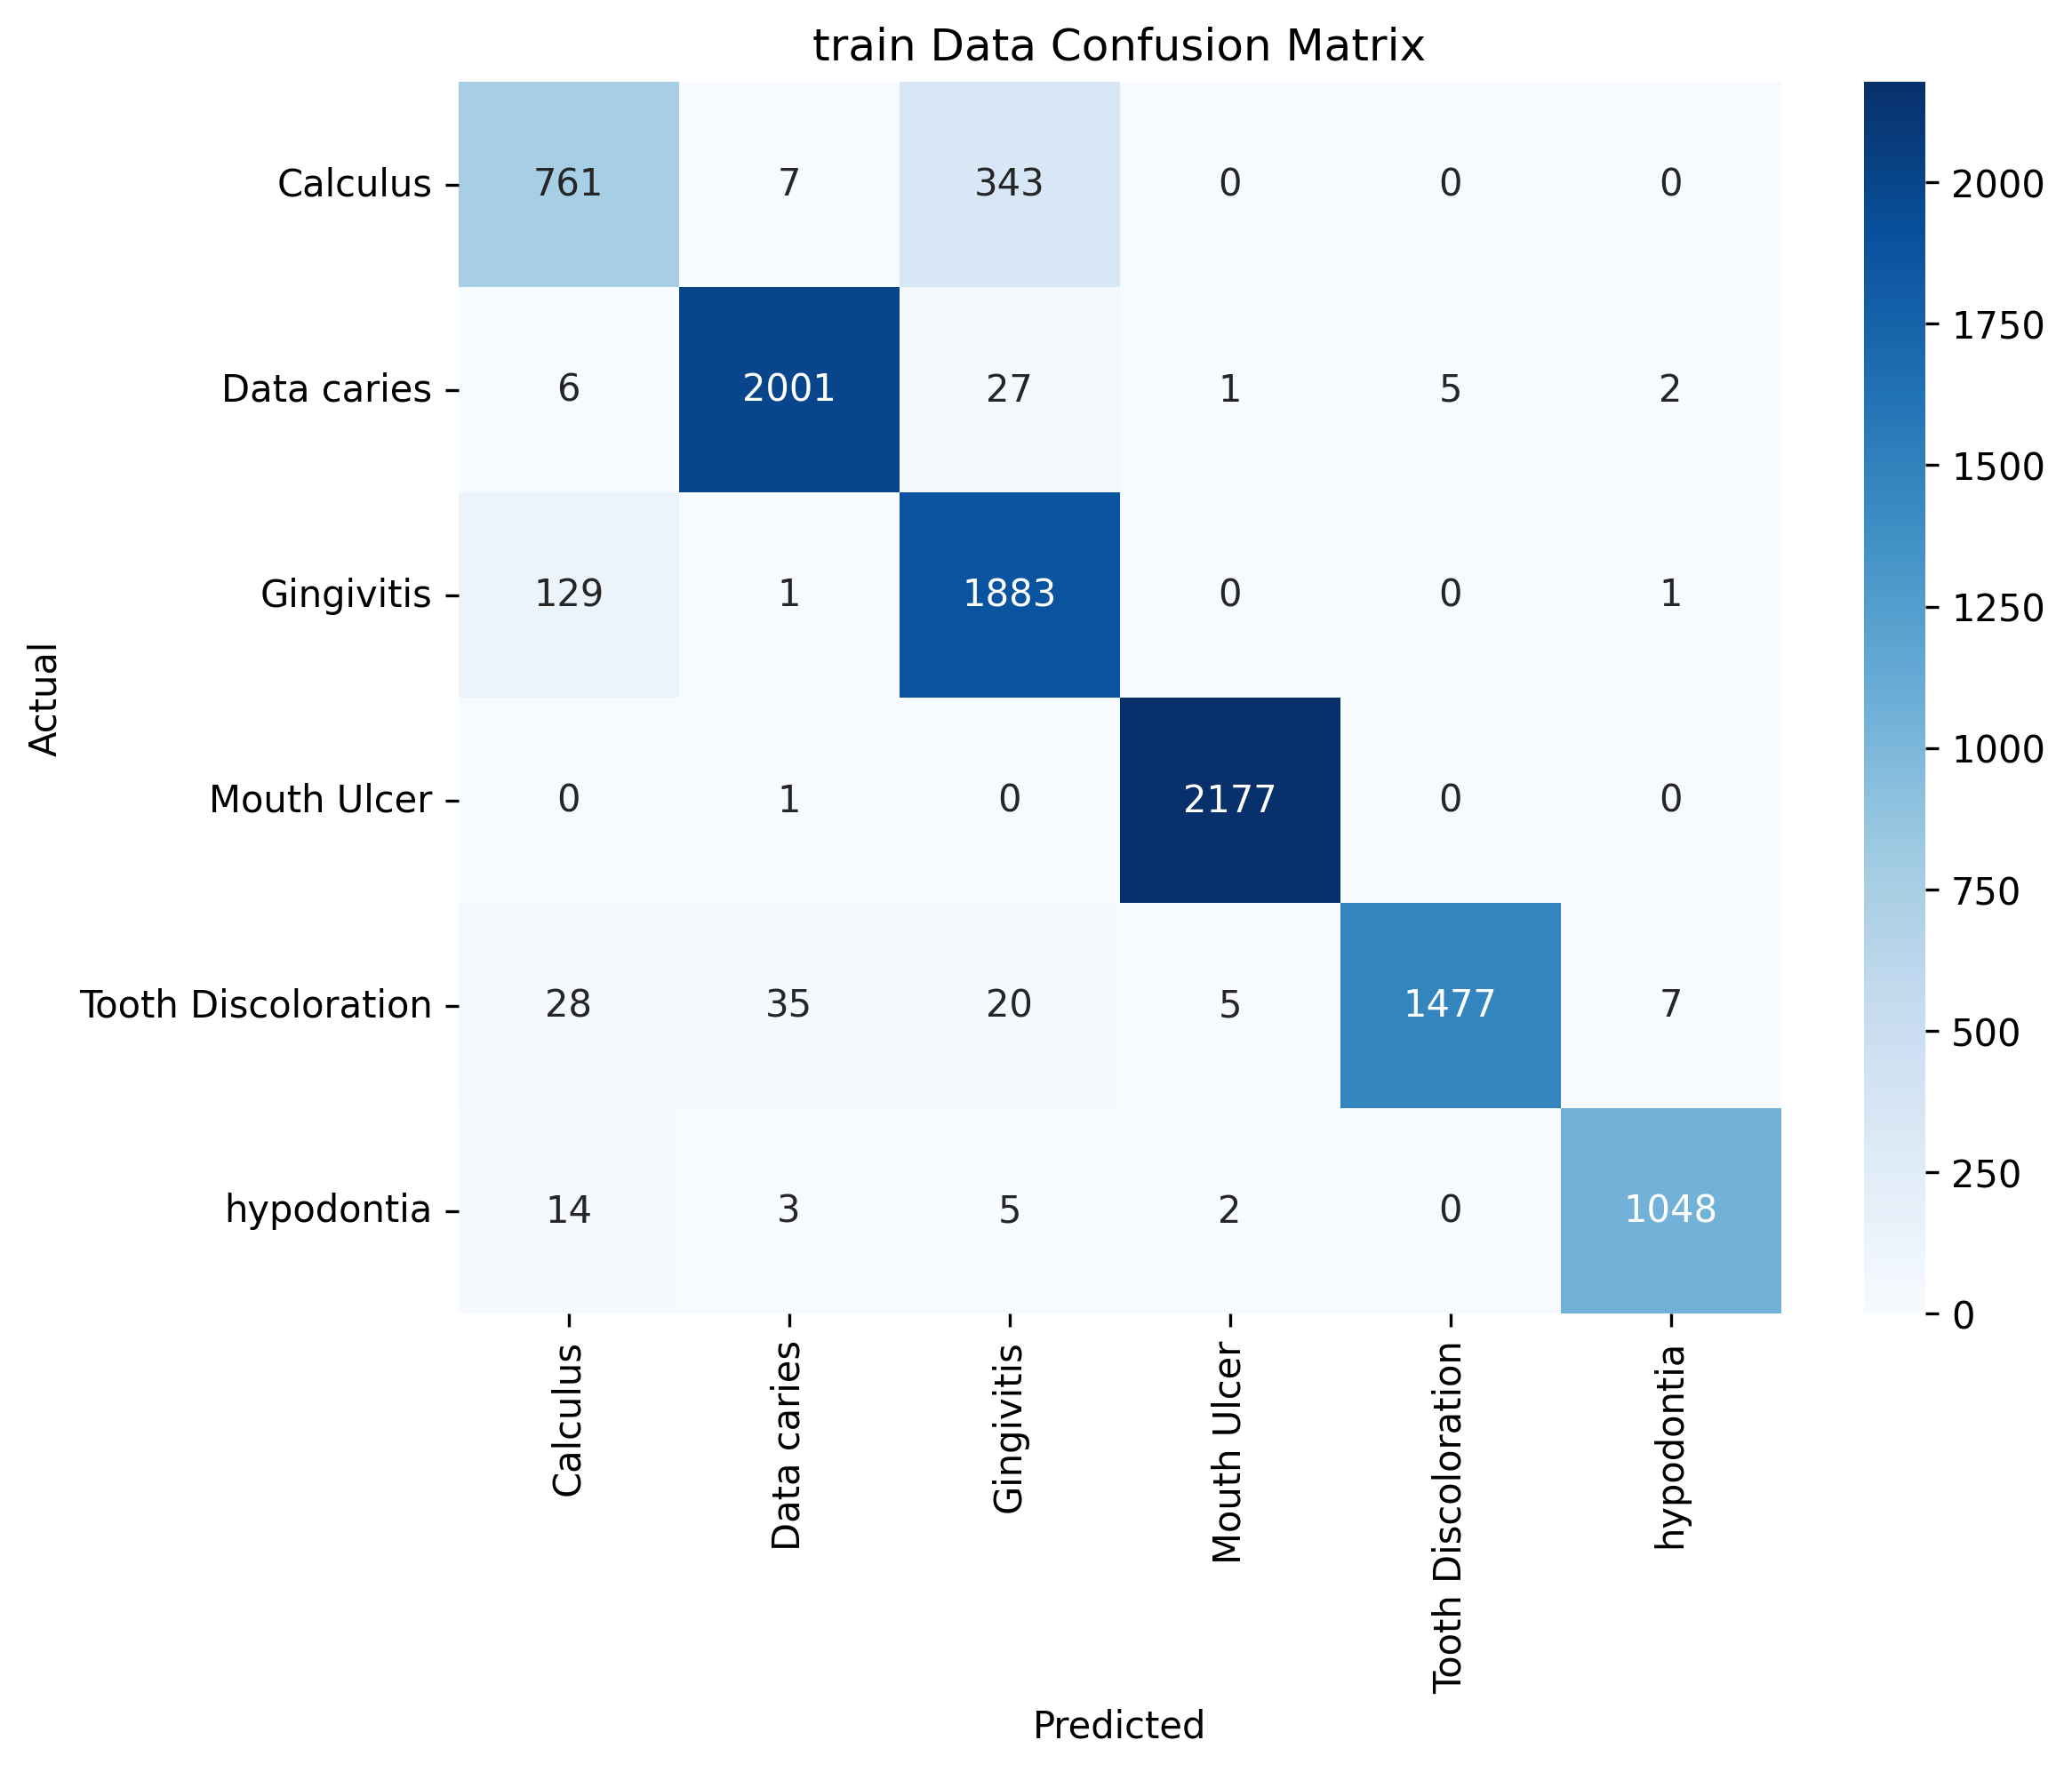 train Data Confusion Matrix
Actual
Calculus 761 7 343 0 0 0
Data caries 6 2001 27 1 5 2
Gingivitis 129 1 1883 0 0 1
Mouth Ulcer 0 1 0 2177 0 0
Tooth Discoloration 28 35 20 5 1477 7
hypodontia 14 3 5 2 0 1048
Calculus
Data caries
Gingivitis
Mouth Ulcer
Tooth Discoloration
hypodontia
Predicted
2000
1750
1500
1250
1000
750
500
250
0